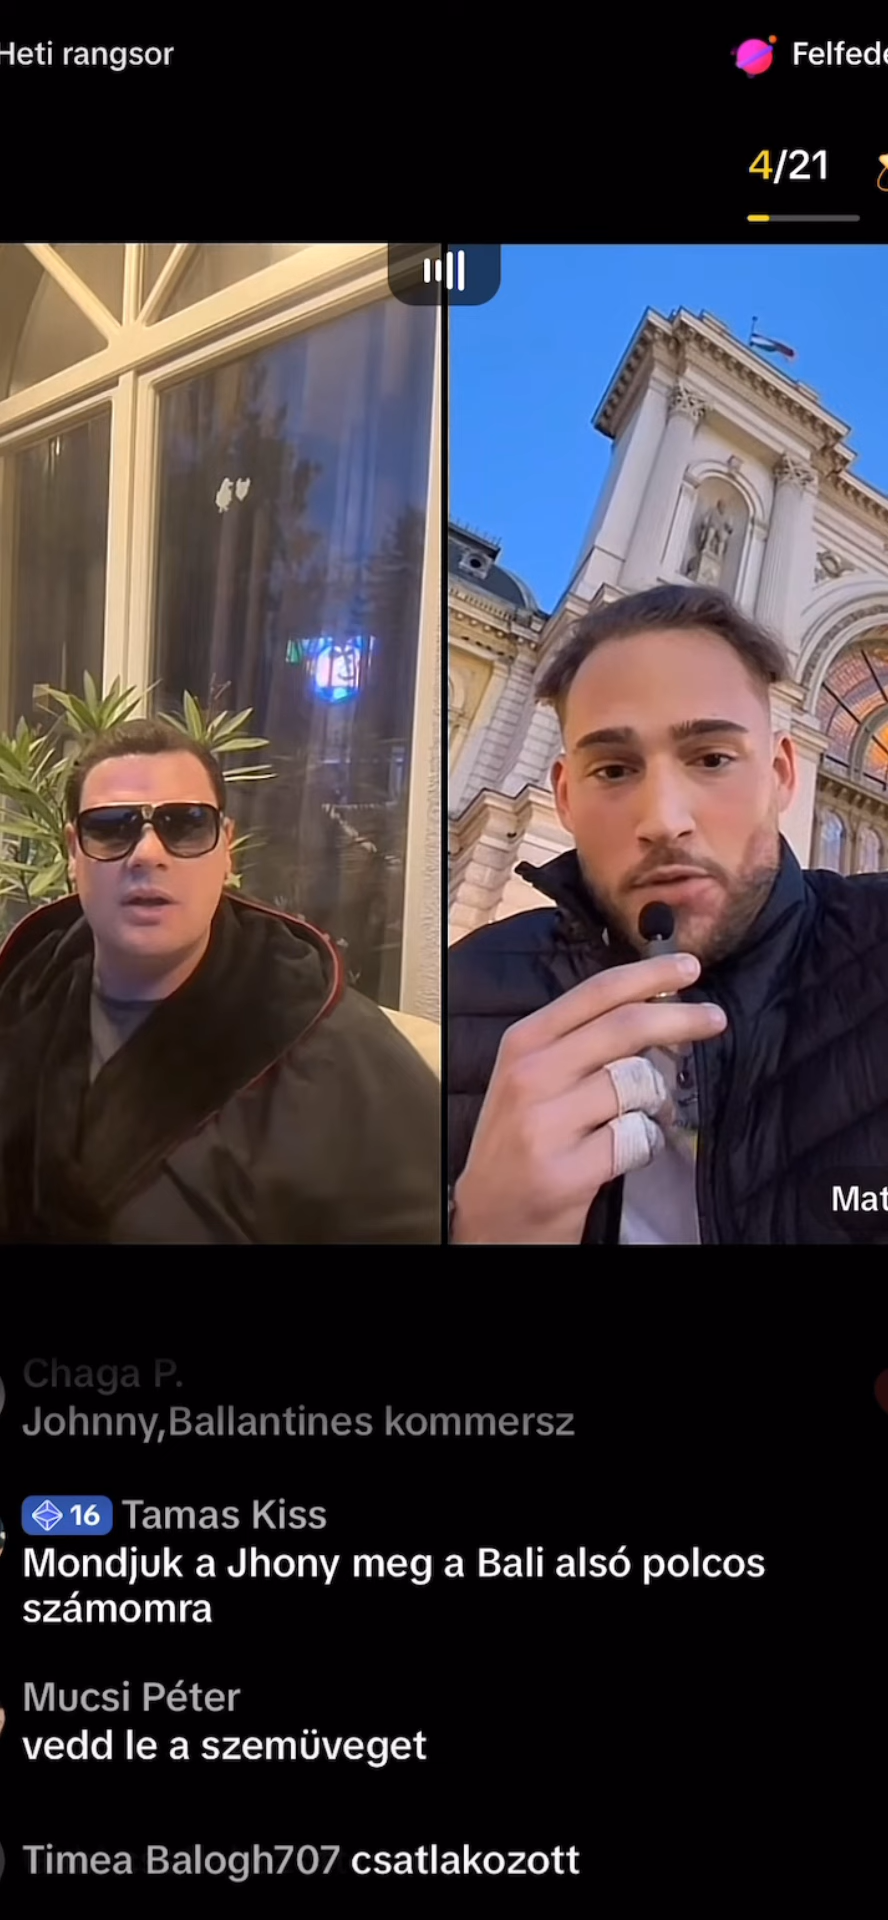 Heti rangsor
Felfede
4/21
Mat
Chaga P.
Johnny,Ballantines kommersz
16 Tamas Kiss
Mondjuk a Jhony meg a Bali alsó polcos
számomra
Mucsi Péter
vedd le a szemüveget
Timea Balogh707 csatlakozott